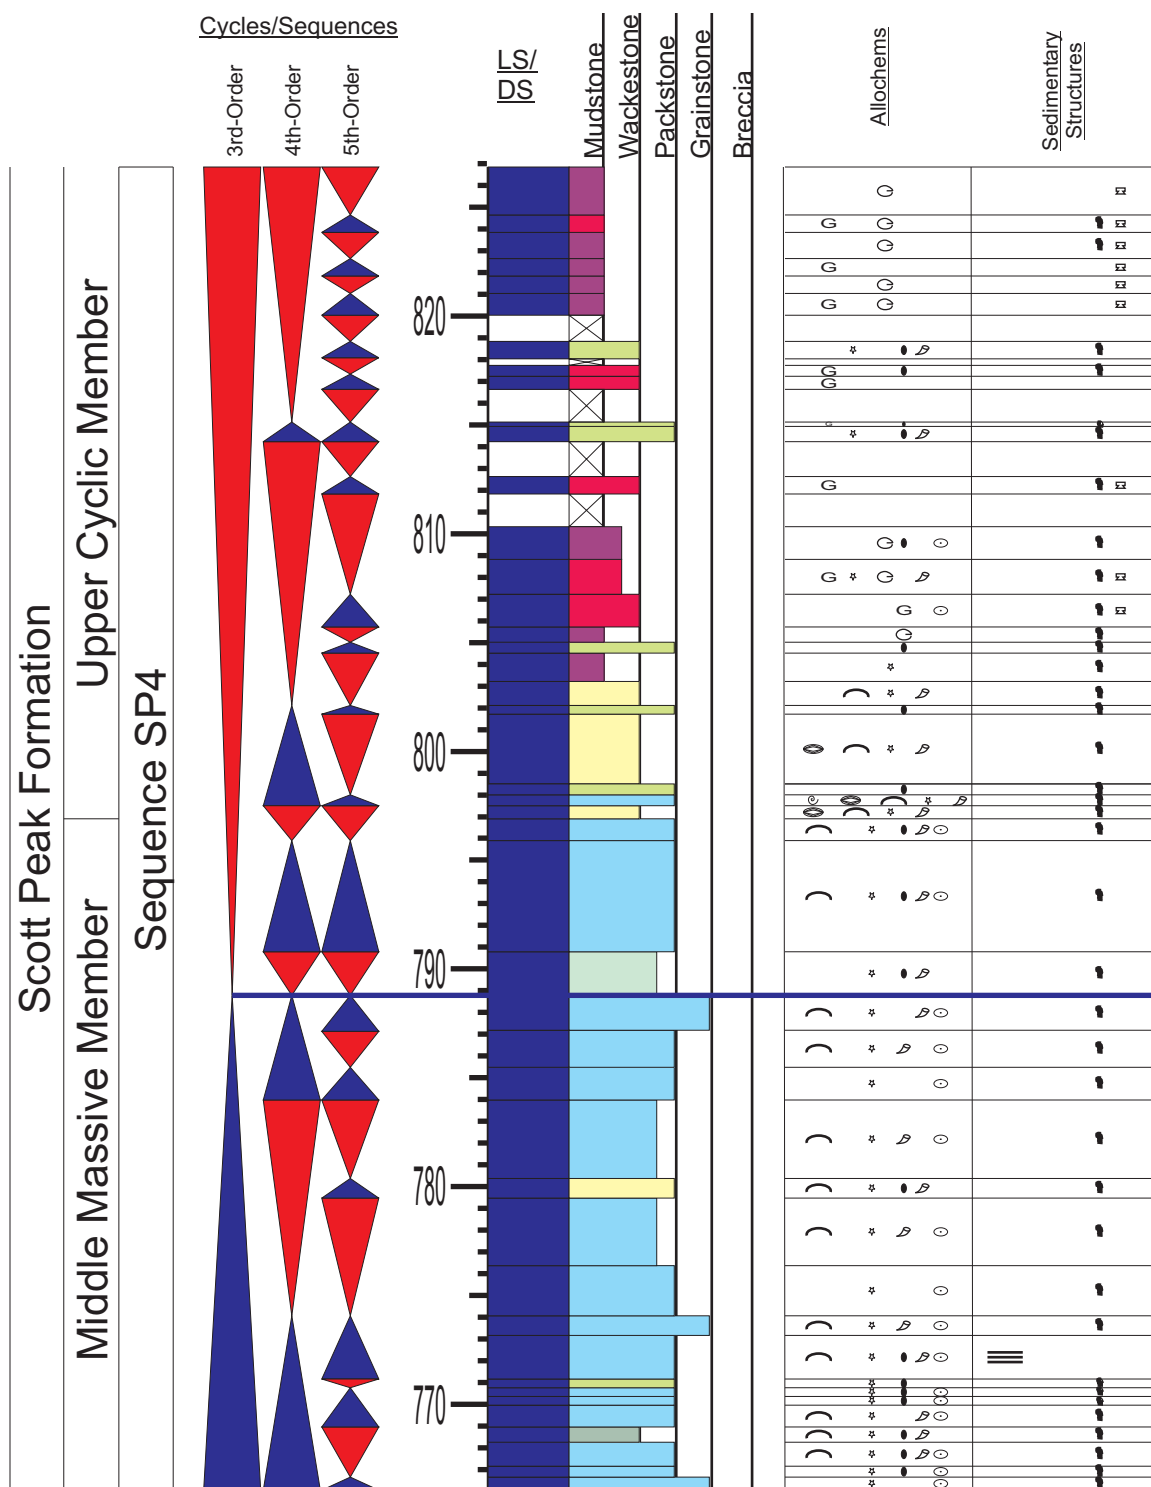 Cycles/Sequences
3rd-Order
4th-Order
5th-Order
LS/
DS
Mudstone
Wackestone
Packstone
Grainstone
Breccia
Allochems
Sedimentary
Structures
Scott Peak Formation
Upper Cyclic Member
Middle Massive Member
Sequence SP4
820
810
800
790
780
770
G
G
G
G
G
G
G
G
G